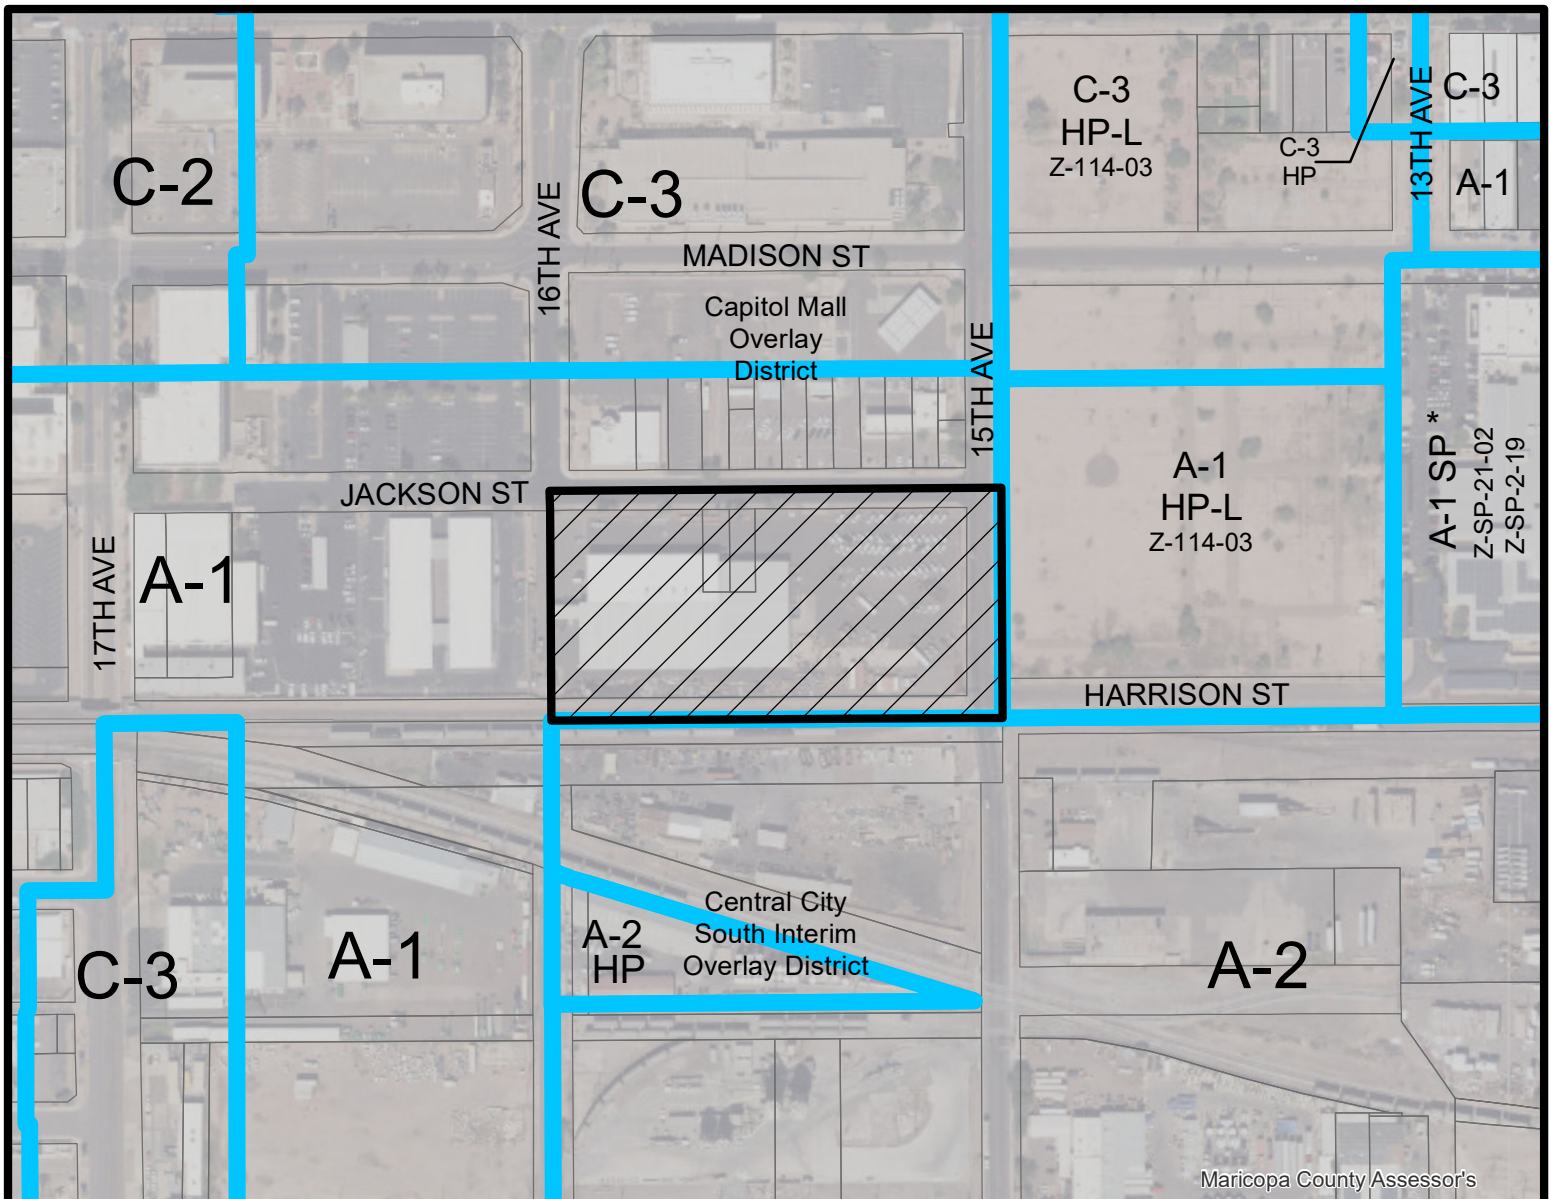 C-3
HP-L
Z-114-03
C-3
HP
13TH AVE
C-3
A-1
C-2
C-3
16TH AVE
MADISON ST
Capitol Mall
Overlay
District
15TH AVE
JACKSON ST
A-1
HP-L
Z-114-03
A-1 SP *
Z-SP-21-02
Z-SP-2-19
17TH AVE
A-1
HARRISON ST
C-3
A-1
A-2
HP
Central City
South Interim
Overlay District
A-2
Maricopa County Assessor's